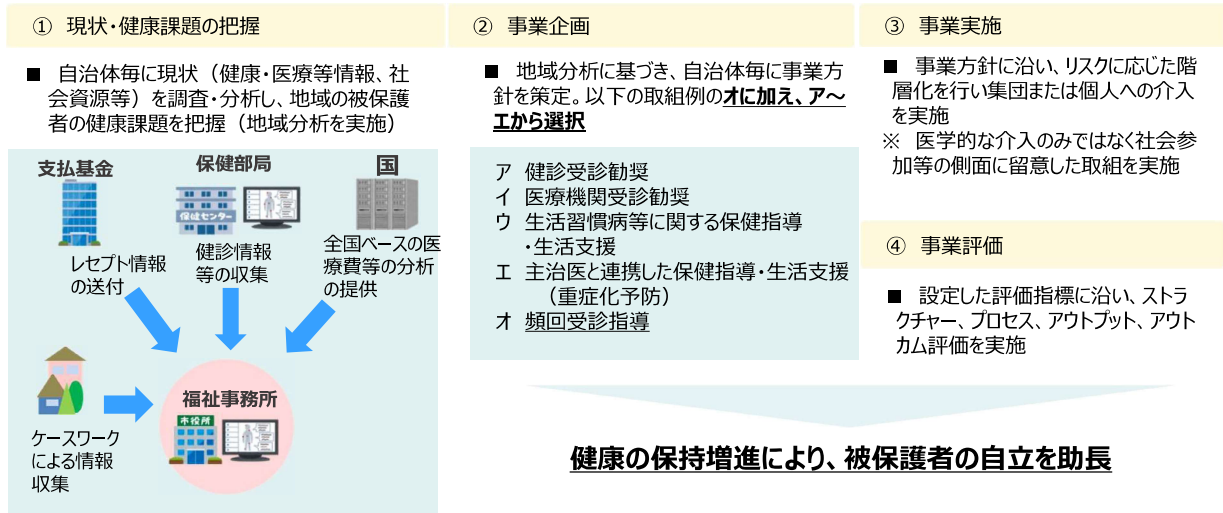 ① 現状・健康課題の把握
■ 自治体毎に現状（健康・医療等情報、社
会資源等）を調査・分析し、地域の被保護
者の健康課題を把握（地域分析を実施）
支払基金
保健部局
国
保健センター
レセプト情報
の送付
健診情報
等の収集
全国ベースの医
療費等の分析
の提供
福祉事務所
市役所
ケースワーク
による情報
収集
② 事業企画
■ 地域分析に基づき、自治体毎に事業方
針を策定。以下の取組例のオに加え、ア～
エから選択
ア 健診受診勧奨
イ 医療機関受診勧奨
ウ 生活習慣病等に関する保健指導
・生活支援
エ 主治医と連携した保健指導・生活支援
（重症化予防）
オ 頻回受診指導
③ 事業実施
■ 事業方針に沿い、リスクに応じた階
層化を行い集団または個人への介入
を実施
※ 医学的な介入のみではなく社会参
加等の側面に留意した取組を実施
④ 事業評価
■ 設定した評価指標に沿い、ストラ
クチャー、プロセス、アウトプット、アウト
カム評価を実施
健康の保持増進により、被保護者の自立を助長